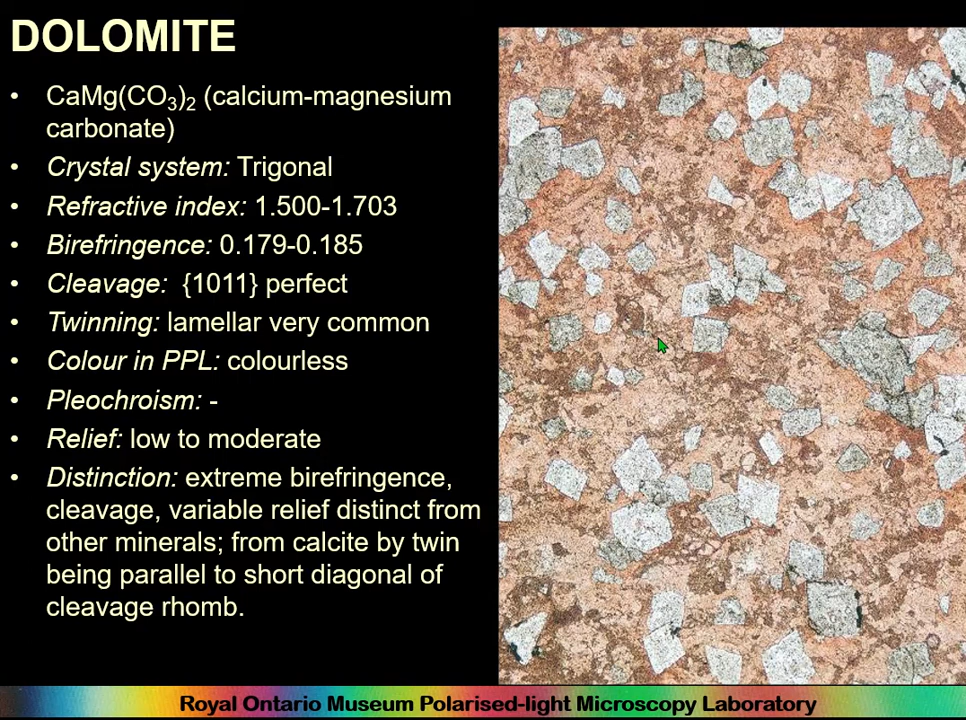 DOLOMITE
• CaMg(CO₃)₂ (calcium-magnesium
carbonate)
• Crystal system: Trigonal
• Refractive index: 1.500-1.703
• Birefringence: 0.179-0.185
• Cleavage: {1011} perfect
• Twinning: lamellar very common
• Colour in PPL: colourless
• Pleochroism: -
• Relief: low to moderate
• Distinction: extreme birefringence,
cleavage, variable relief distinct from
other minerals; from calcite by twin
being parallel to short diagonal of
cleavage rhomb.
Royal Ontario Museum Polarised-light Microscopy Laboratory